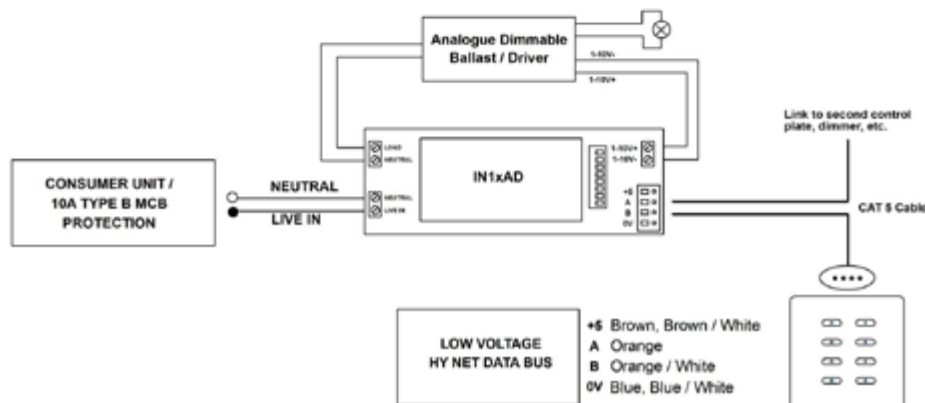 Analogue Dimmable
Ballast / Driver
1-10V-
1-10V+
Link to second control
plate, dimmer, etc.
LOAD
NEUTRAL
1-10V+
1-10V-
IN1xAD
CONSUMER UNIT /
10A TYPE B MCB
PROTECTION
NEUTRAL
LIVE IN
NEUTRAL
LIVE IN
+5
A
B
0V
CAT 5 Cable
LOW VOLTAGE
HY NET DATA BUS
+5 Brown, Brown / White
A Orange
B Orange / White
0V Blue, Blue / White